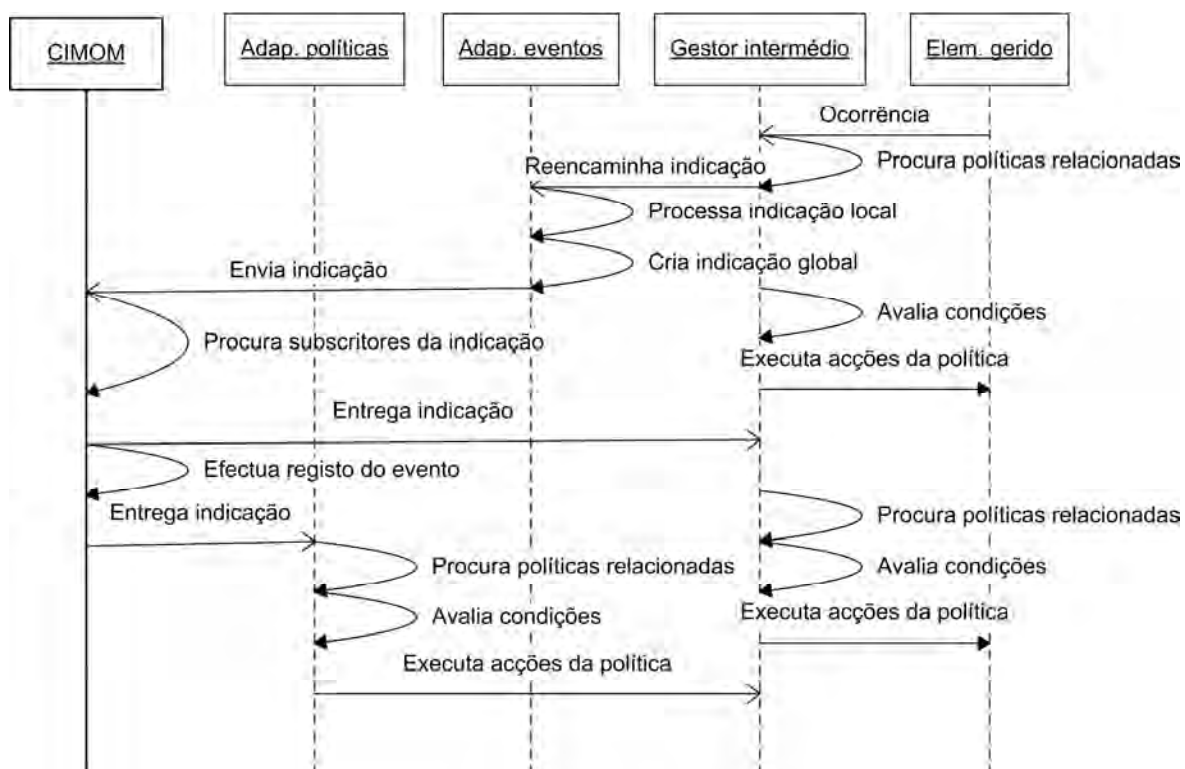 CIMOM
Adap. políticas
Adap. eventos
Gestor intermédio
Elem. gerido
Ocorrência
Procura políticas relacionadas
Reencaminha indicação
Processa indicação local
Cria indicação global
Envia indicação
Avalia condições
Procura subscritores da indicação
Executa acções da política
Entrega indicação
Efectua registo do evento
Entrega indicação
Procura políticas relacionadas
Procura políticas relacionadas
Avalia condições
Avalia condições
Executa acções da política
Executa acções da política